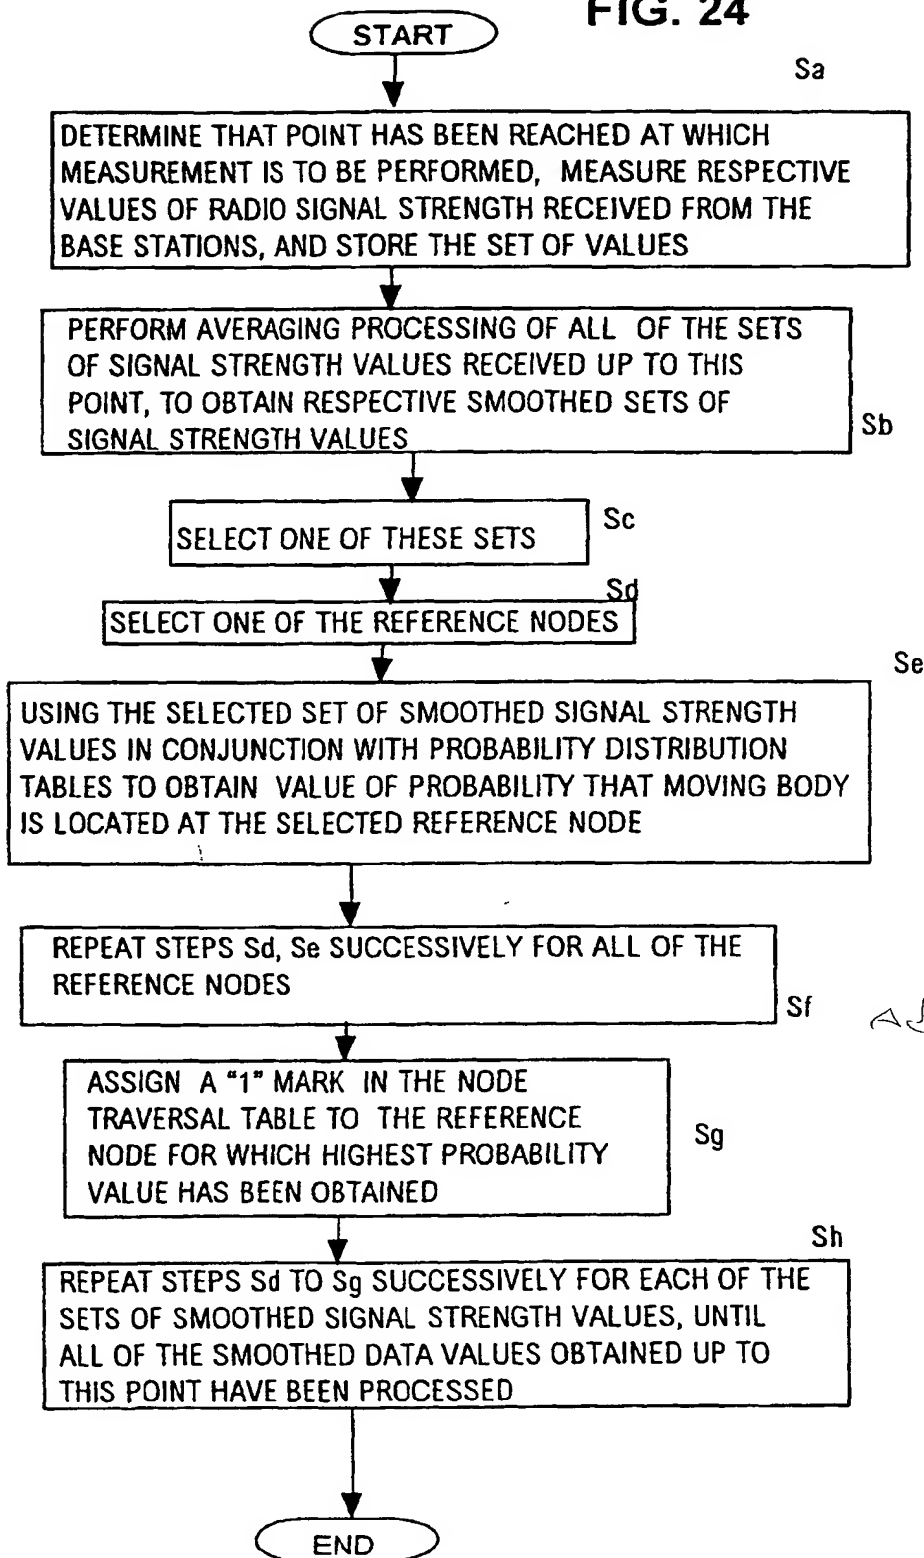 FIG. 24
START
Sa
DETERMINE THAT POINT HAS BEEN REACHED AT WHICH
MEASUREMENT IS TO BE PERFORMED, MEASURE RESPECTIVE
VALUES OF RADIO SIGNAL STRENGTH RECEIVED FROM THE
BASE STATIONS, AND STORE THE SET OF VALUES
PERFORM AVERAGING PROCESSING OF ALL OF THE SETS
OF SIGNAL STRENGTH VALUES RECEIVED UP TO THIS
POINT, TO OBTAIN RESPECTIVE SMOOTHED SETS OF
SIGNAL STRENGTH VALUES
Sb
SELECT ONE OF THESE SETS
Sc
Sd
SELECT ONE OF THE REFERENCE NODES
Se
USING THE SELECTED SET OF SMOOTHED SIGNAL STRENGTH
VALUES IN CONJUNCTION WITH PROBABILITY DISTRIBUTION
TABLES TO OBTAIN VALUE OF PROBABILITY THAT MOVING BODY
IS LOCATED AT THE SELECTED REFERENCE NODE
REPEAT STEPS Sd, Se SUCCESSIVELY FOR ALL OF THE
REFERENCE NODES
Sf
ASSIGN A "1" MARK IN THE NODE
TRAVERSAL TABLE TO THE REFERENCE
NODE FOR WHICH HIGHEST PROBABILITY
VALUE HAS BEEN OBTAINED
Sg
Sh
REPEAT STEPS Sd TO Sg SUCCESSIVELY FOR EACH OF THE
SETS OF SMOOTHED SIGNAL STRENGTH VALUES, UNTIL
ALL OF THE SMOOTHED DATA VALUES OBTAINED UP TO
THIS POINT HAVE BEEN PROCESSED
END